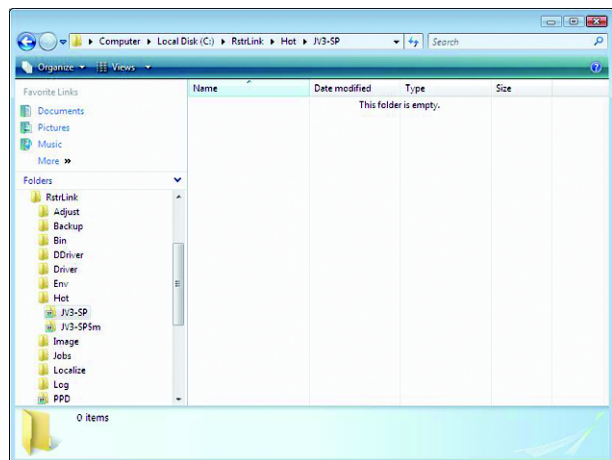 Computer ▸ Local Disk (C:) ▸ RstrLink ▸ Hot ▸ JV3-SP
Search
Organize Views
Favorite Links
Documents
Pictures
Music
More »
Folders
RstrLink
Adjust
Backup
Bin
DDriver
Driver
Env
Hot
JV3-SP
JV3-SPSm
Image
Jobs
Localize
Log
PPD
Name Date modified Type Size
This folder is empty.
0 items